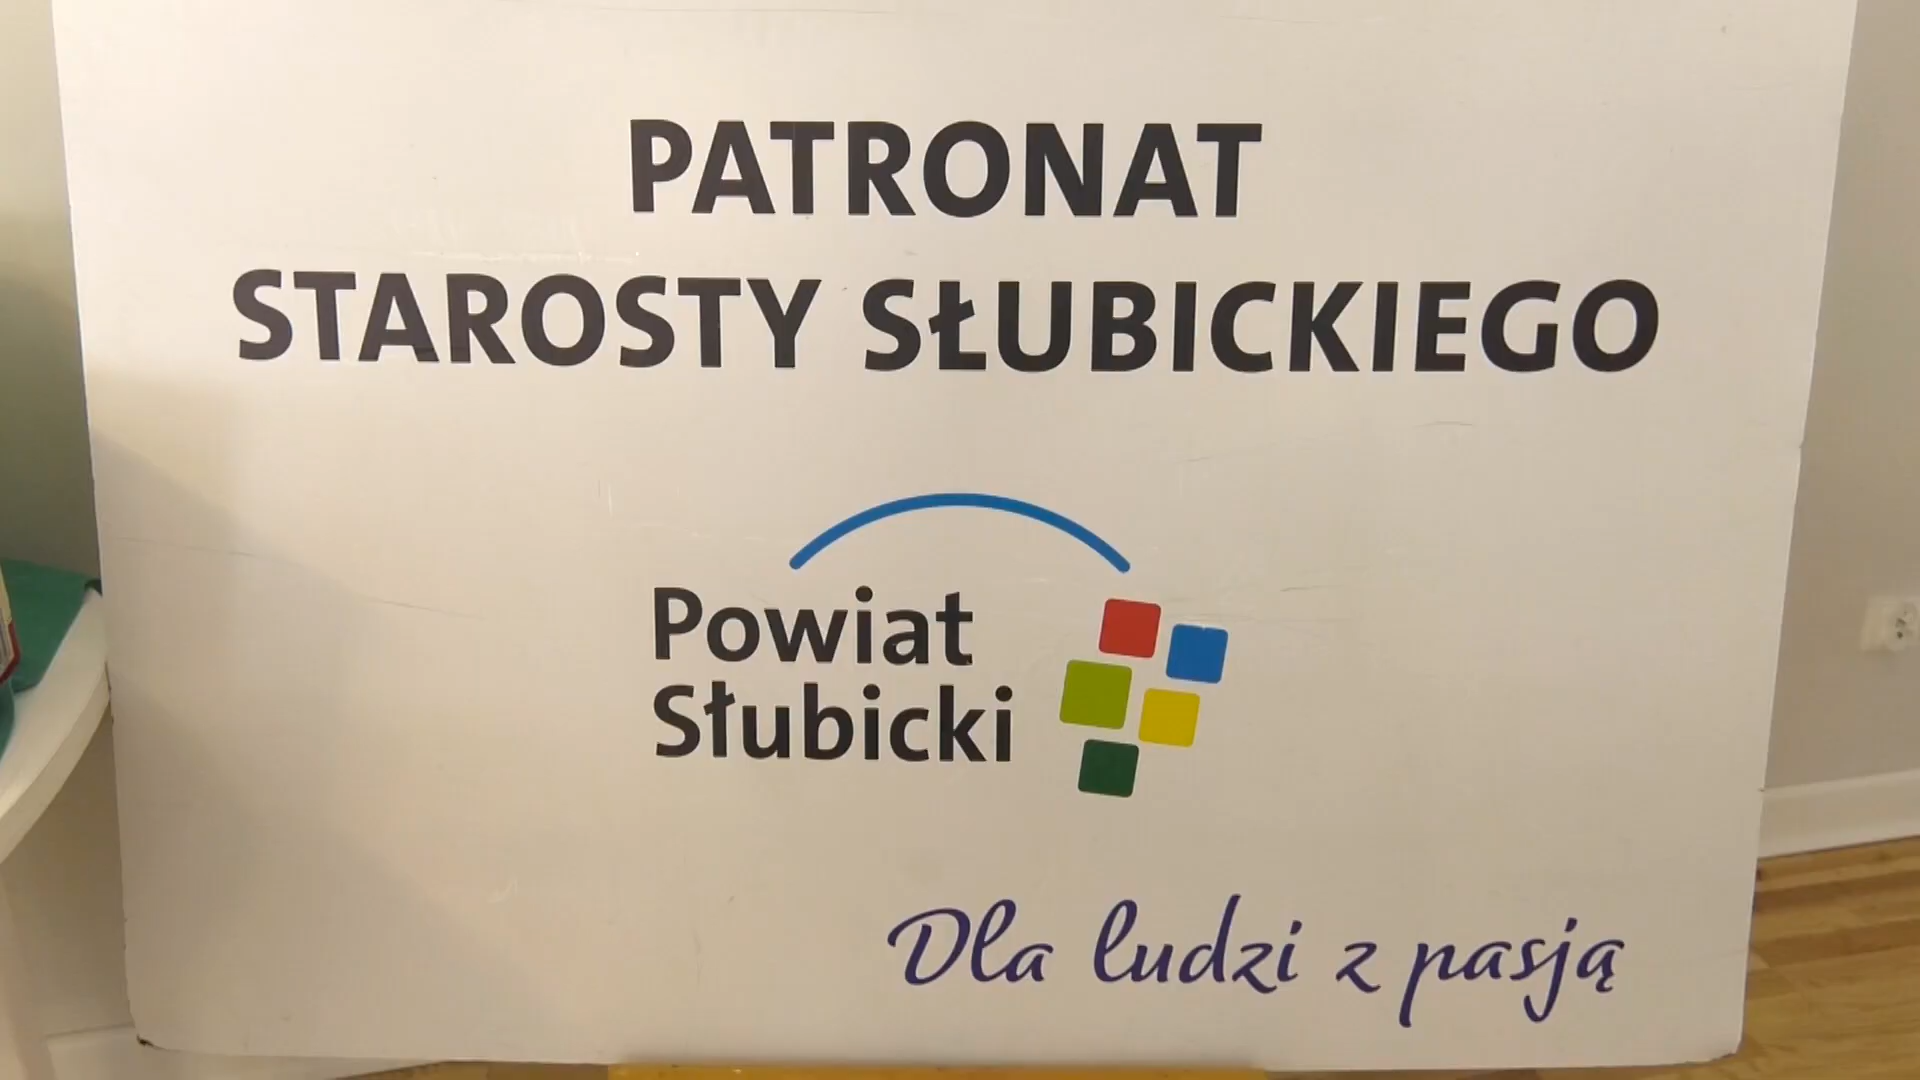 PATRONAT
STAROSTY SŁUBICKIEGO
Powiat
Słubicki
Dla ludzi z pasją